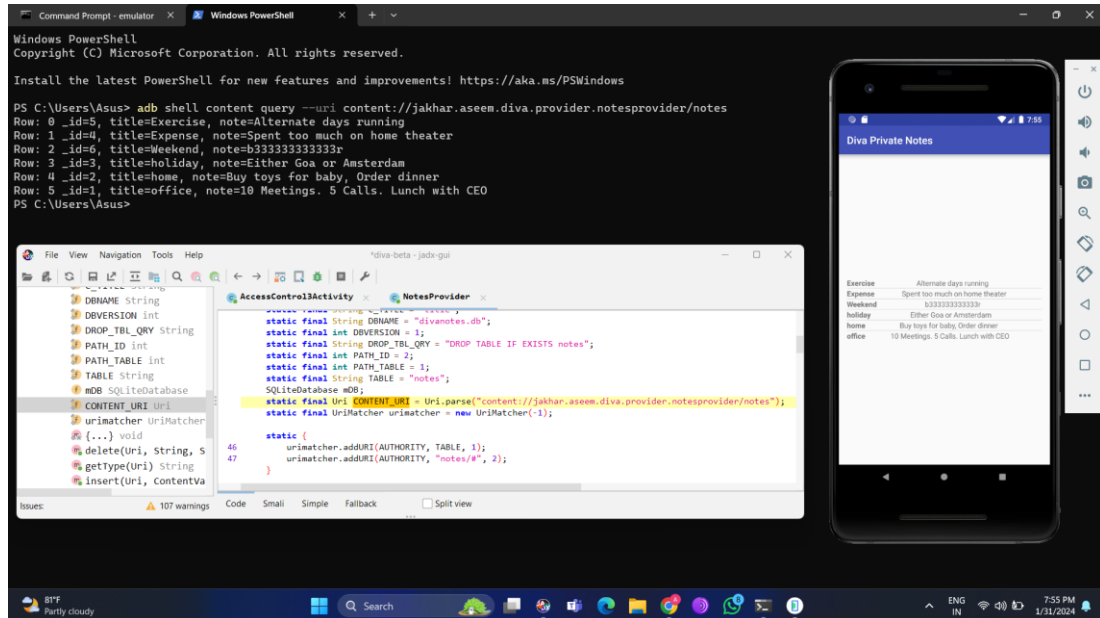 Command Prompt - emulator
Windows PowerShell
Windows PowerShell
Copyright (C) Microsoft Corporation. All rights reserved.
Install the latest PowerShell for new features and improvements! https://aka.ms/PSWindows
PS C:\Users\Asus> adb shell content query --uri content://jakhar.aseem.diva.provider.notesprovider/notes
Row: 0 _id=5, title=Exercise, note=Alternate days running
Row: 1 _id=4, title=Expense, note=Spent too much on home theater
Row: 2 _id=6, title=Weekend, note=b333333333333r
Row: 3 _id=3, title=holiday, note=Either Goa or Amsterdam
Row: 4 _id=2, title=home, note=Buy toys for baby, Order dinner
Row: 5 _id=1, title=office, note=10 Meetings. 5 Calls. Lunch with CEO
PS C:\Users\Asus>
File View Navigation Tools Help
*diva-beta - jadx-gui
AccessControl3Activity
NotesProvider
C_TITLE String
DBNAME String
DBVERSION int
DROP_TBL_QRY String
PATH_ID int
PATH_TABLE int
TABLE String
mDB SQLiteDatabase
CONTENT_URI Uri
urimatcher UriMatcher
{...} void
delete(Uri, String, S
getType(Uri) String
insert(Uri, ContentVa
static final String C_TITLE = "title";
static final String DBNAME = "divanotes.db";
static final int DBVERSION = 1;
static final String DROP_TBL_QRY = "DROP TABLE IF EXISTS notes";
static final int PATH_ID = 2;
static final int PATH_TABLE = 1;
static final String TABLE = "notes";
SQLiteDatabase mDB;
static final Uri CONTENT_URI = Uri.parse("content://jakhar.aseem.diva.provider.notesprovider/notes");
static final UriMatcher urimatcher = new UriMatcher(-1);
static {
46 urimatcher.addURI(AUTHORITY, TABLE, 1);
47 urimatcher.addURI(AUTHORITY, "notes/#", 2);
}
Issues:
107 warnings
Code Smali Simple Fallback Split view
7:55
Diva Private Notes
Exercise Alternate days running
Expense Spent too much on home theater
Weekend b333333333333r
holiday Either Goa or Amsterdam
home Buy toys for baby, Order dinner
office 10 Meetings. 5 Calls. Lunch with CEO
81°F
Partly cloudy
Search
ENG
IN
7:55 PM
1/31/2024